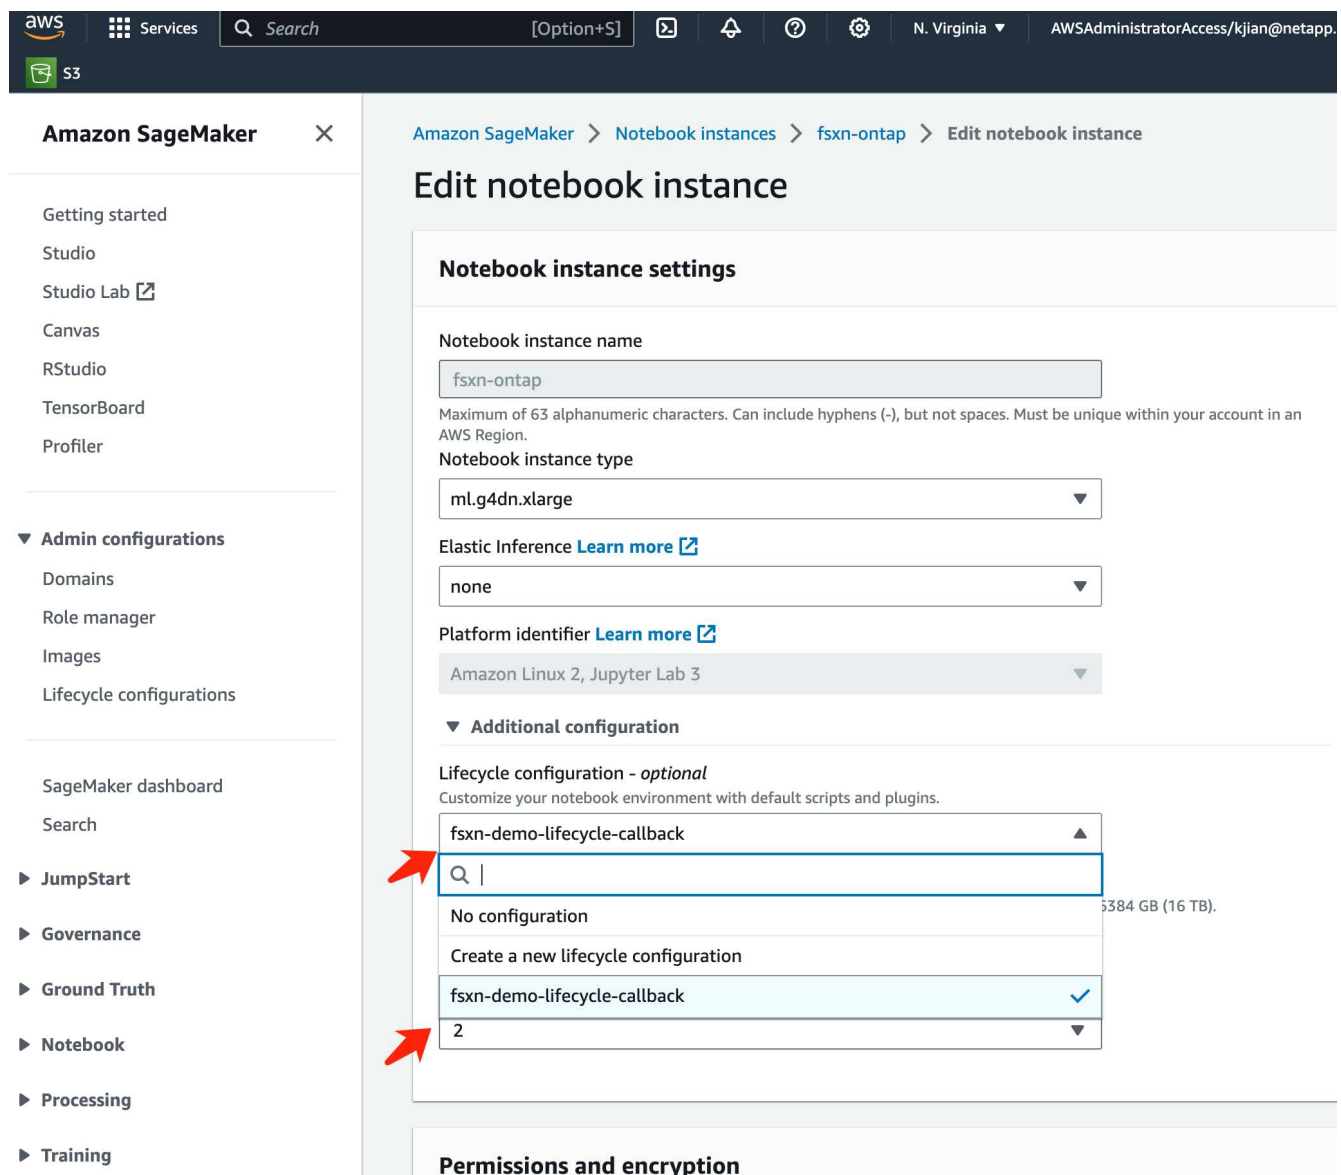 aws
Services
Search
[Option+S]
N. Virginia
AWSAdministratorAccess/kjian@netapp.
S3
Amazon SageMaker
Getting started
Studio
Studio Lab
Canvas
RStudio
TensorBoard
Profiler
Admin configurations
Domains
Role manager
Images
Lifecycle configurations
SageMaker dashboard
Search
JumpStart
Governance
Ground Truth
Notebook
Processing
Training
Amazon SageMaker > Notebook instances > fsxn-ontap > Edit notebook instance
Edit notebook instance
Notebook instance settings
Notebook instance name
fsxn-ontap
Maximum of 63 alphanumeric characters. Can include hyphens (-), but not spaces. Must be unique within your account in an
AWS Region.
Notebook instance type
ml.g4dn.xlarge
Elastic Inference Learn more
none
Platform identifier Learn more
Amazon Linux 2, Jupyter Lab 3
Additional configuration
Lifecycle configuration - optional
Customize your notebook environment with default scripts and plugins.
fsxn-demo-lifecycle-callback
No configuration
5384 GB (16 TB).
Create a new lifecycle configuration
fsxn-demo-lifecycle-callback
2
Permissions and encryption